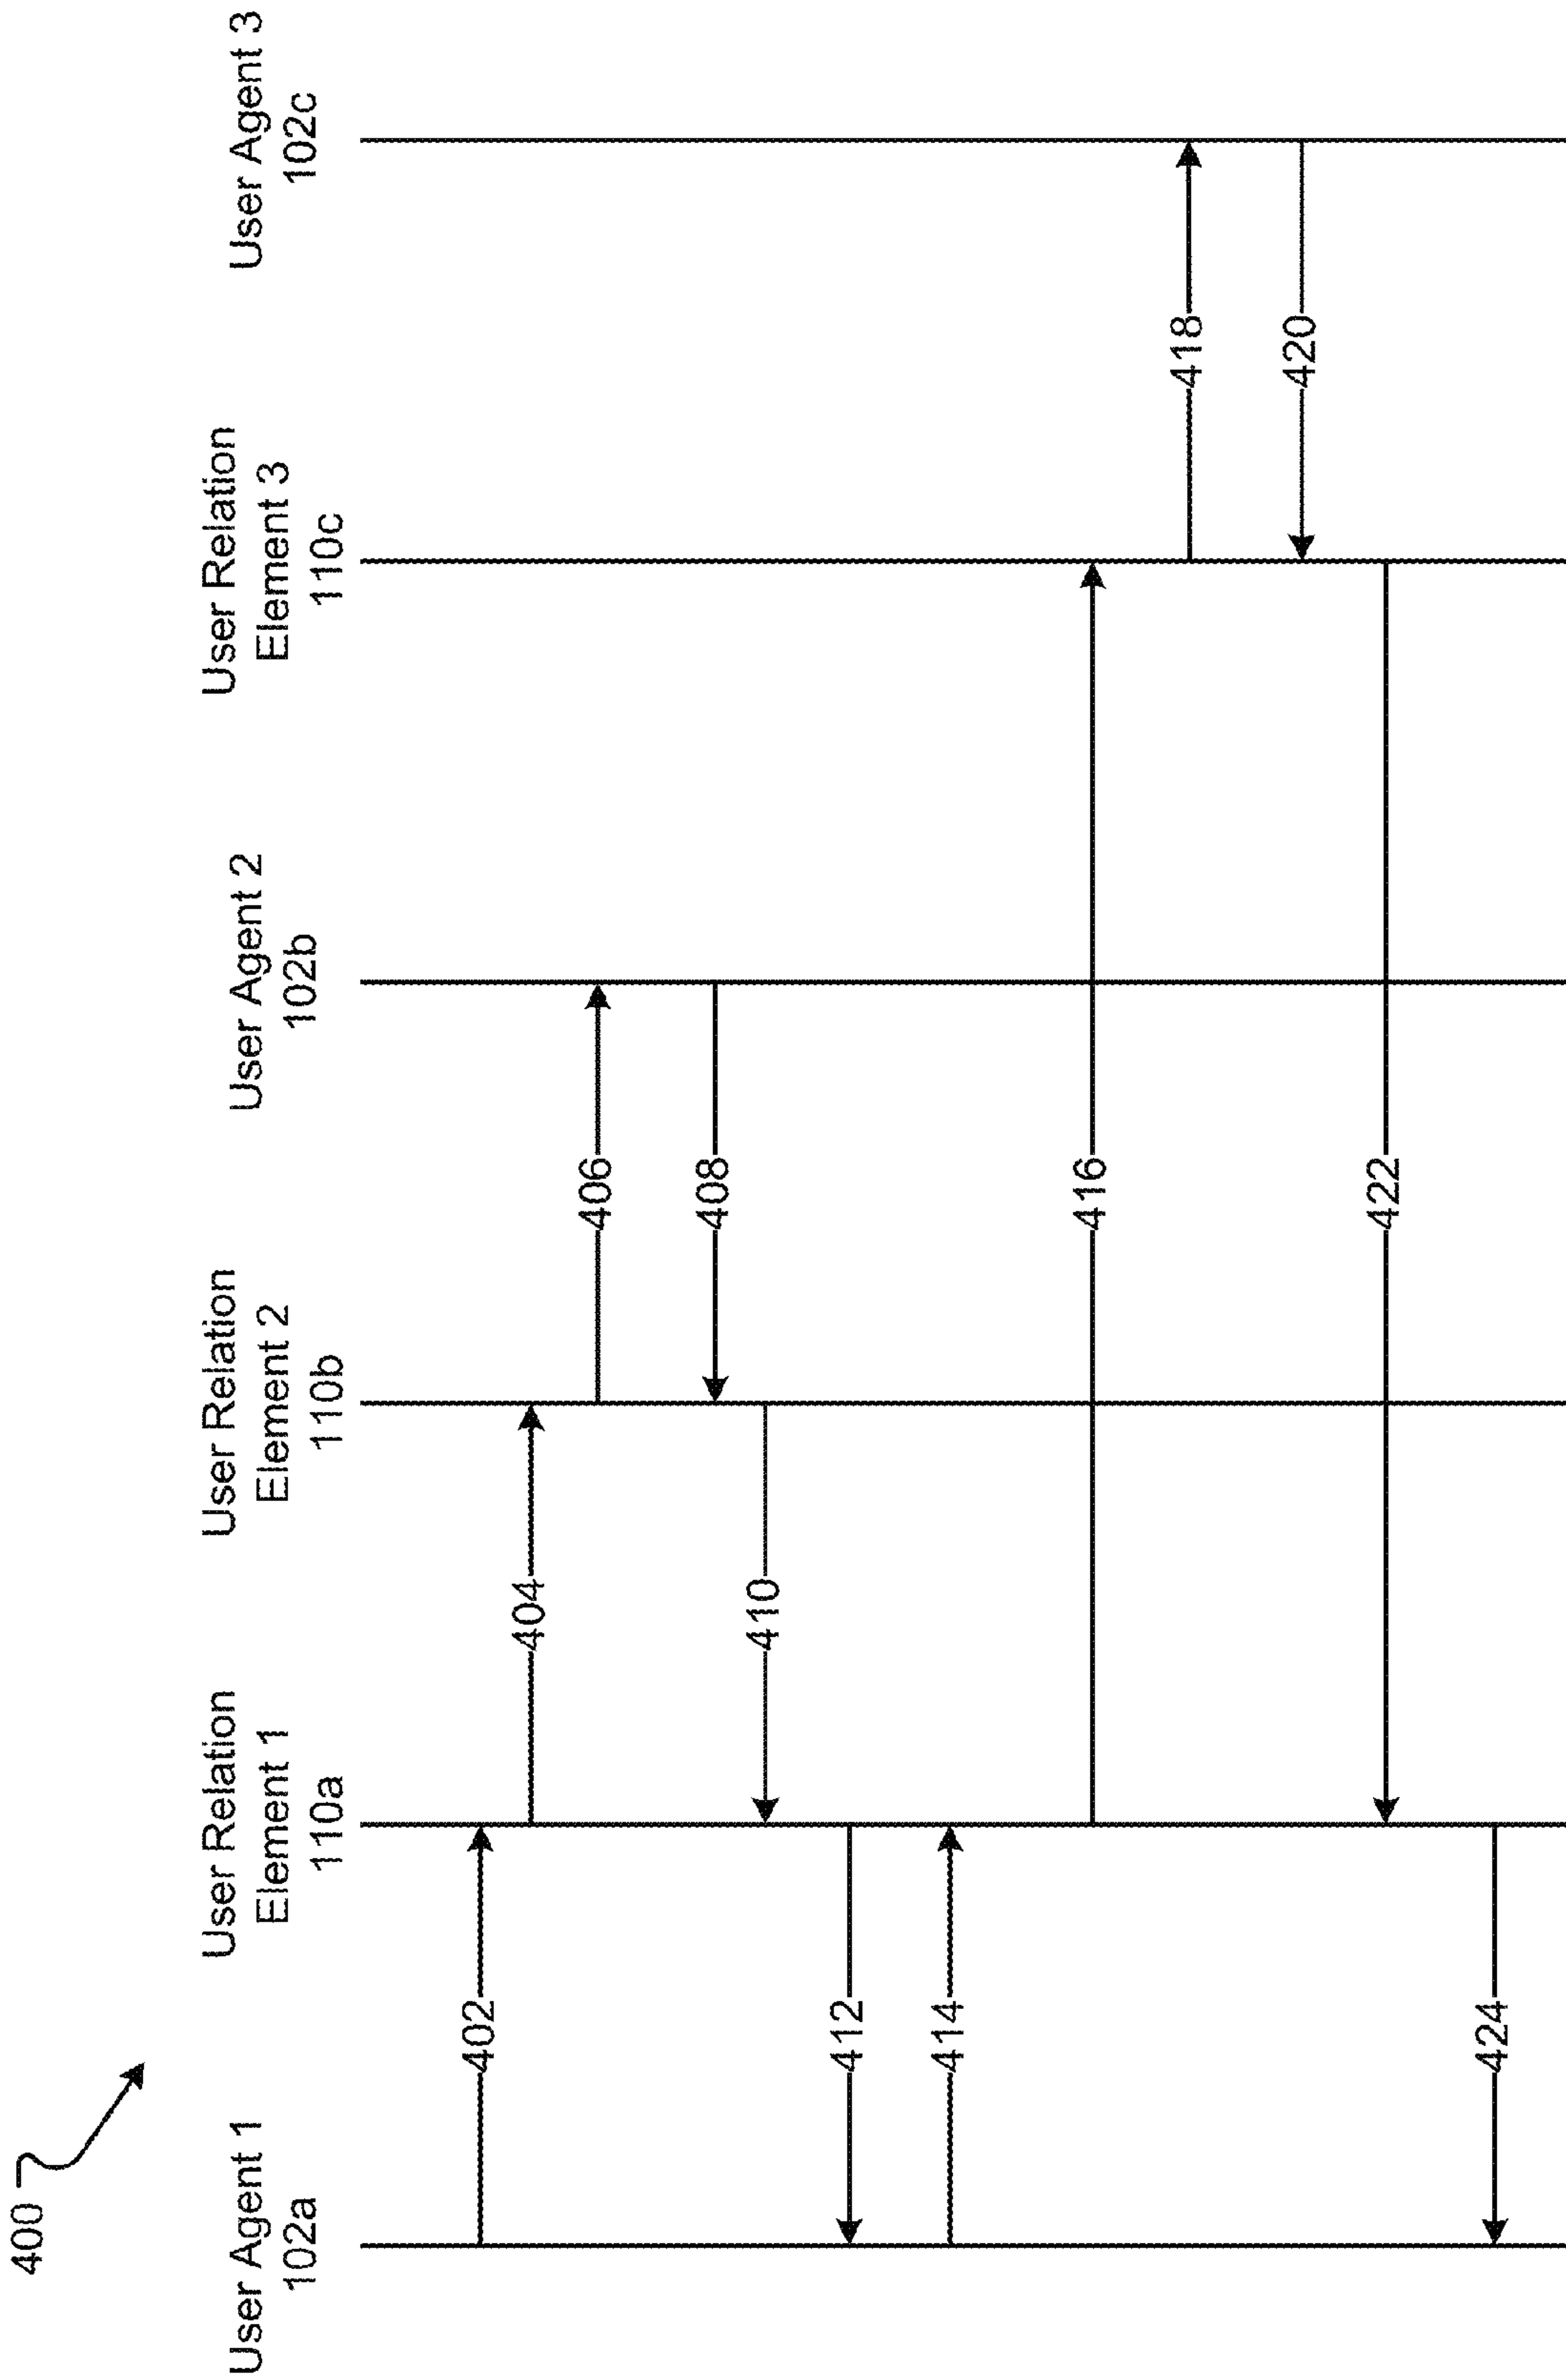 400
User Agent 1
102a
User Relation
Element 1
110a
User Relation
Element 2
110b
User Agent 2
102b
User Relation
Element 3
110c
User Agent 3
102c
402
404
406
408
410
412
414
416
418
420
422
424